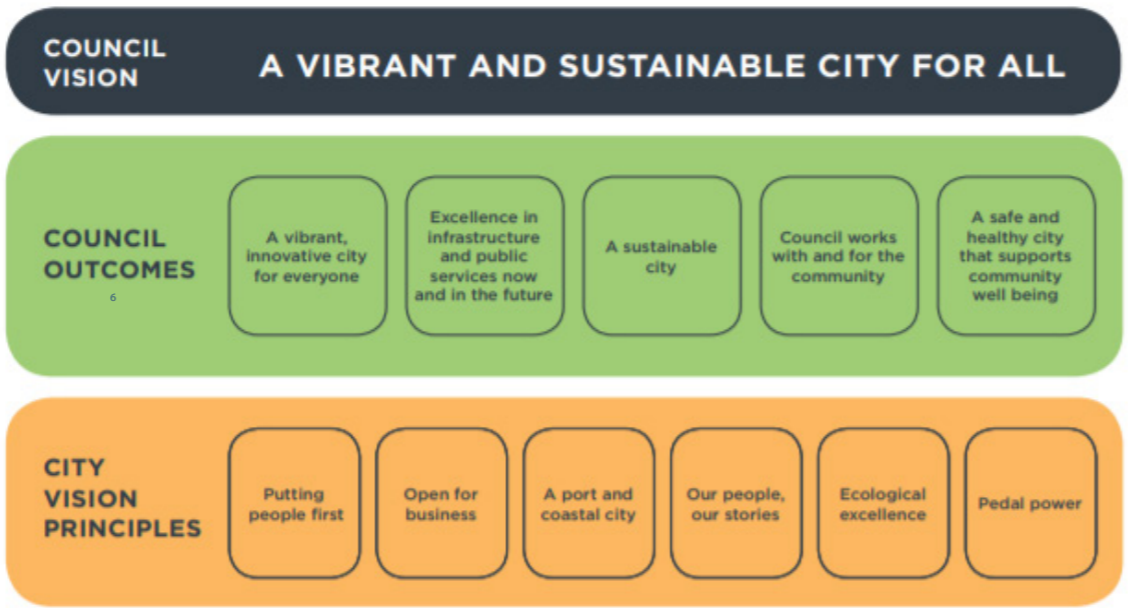 COUNCIL
VISION
A VIBRANT AND SUSTAINABLE CITY FOR ALL
COUNCIL
OUTCOMES
6
A vibrant,
innovative city
for everyone
Excellence in
infrastructure
and public
services now
and in the future
A sustainable
city
Council works
with and for the
community
A safe and
healthy city
that supports
community
well being
CITY
VISION
PRINCIPLES
Putting
people first
Open for
business
A port and
coastal city
Our people,
our stories
Ecological
excellence
Pedal power